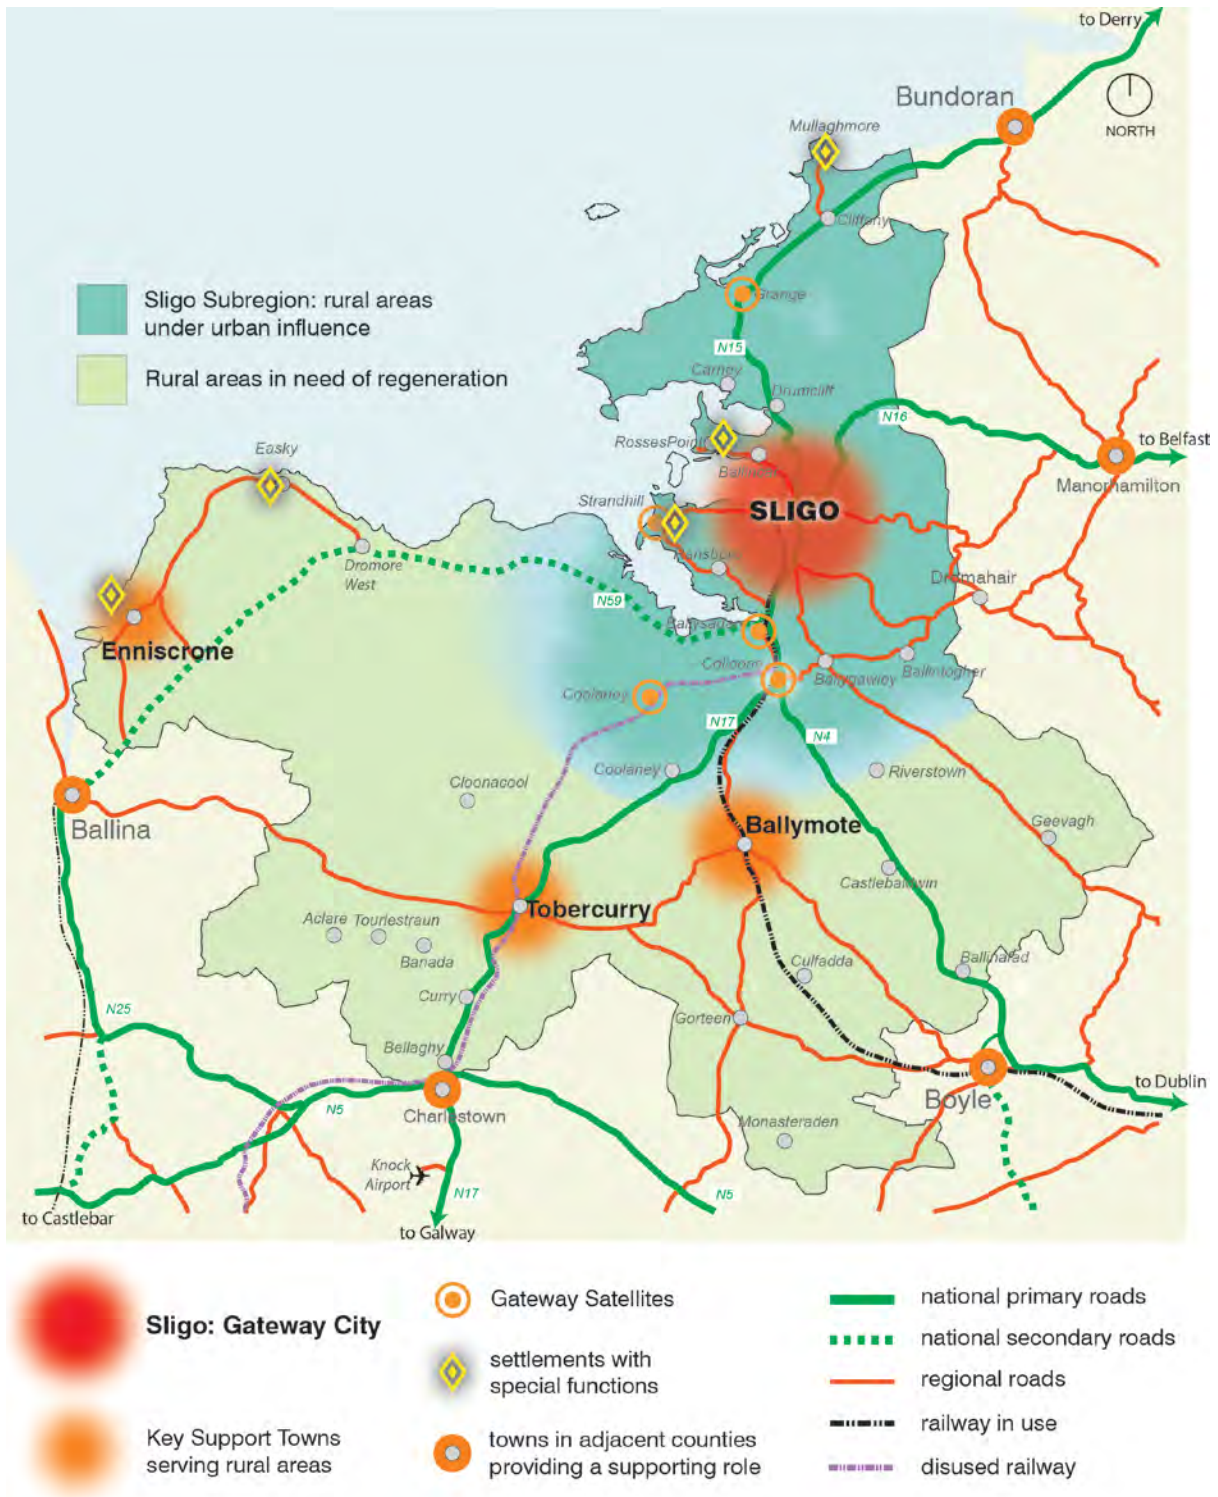 to Derry
Bundoran
NORTH
Mullaghmore
Cliffony
Sligo Subregion: rural areas
under urban influence
Grange
N15
Rural areas in need of regeneration
Carney
Drumcliff
N16
to Belfast
RossesPoint
Easky
Manorhamilton
Strandhill
SLIGO
Dromore
West
Dromahair
N59
Enniscrone
Ballintogher
Ballygawley
Coolaney
N17
N4
Coolaney
Riverstown
Cloonacool
Ballina
Ballymote
Geevagh
Castlebaldwin
Tobercurry
Aclare
Tourlestraun
Banada
Culfadda
Ballinafad
Curry
N25
Gorteen
Bellaghy
to Dublin
Boyle
N5
Charlestown
Monasteraden
Knock
Airport
N17
N5
to Castlebar
to Galway
Sligo: Gateway City
Key Support Towns
serving rural areas
Gateway Satellites
settlements with
special functions
towns in adjacent counties
providing a supporting role
national primary roads
national secondary roads
regional roads
railway in use
disused railway